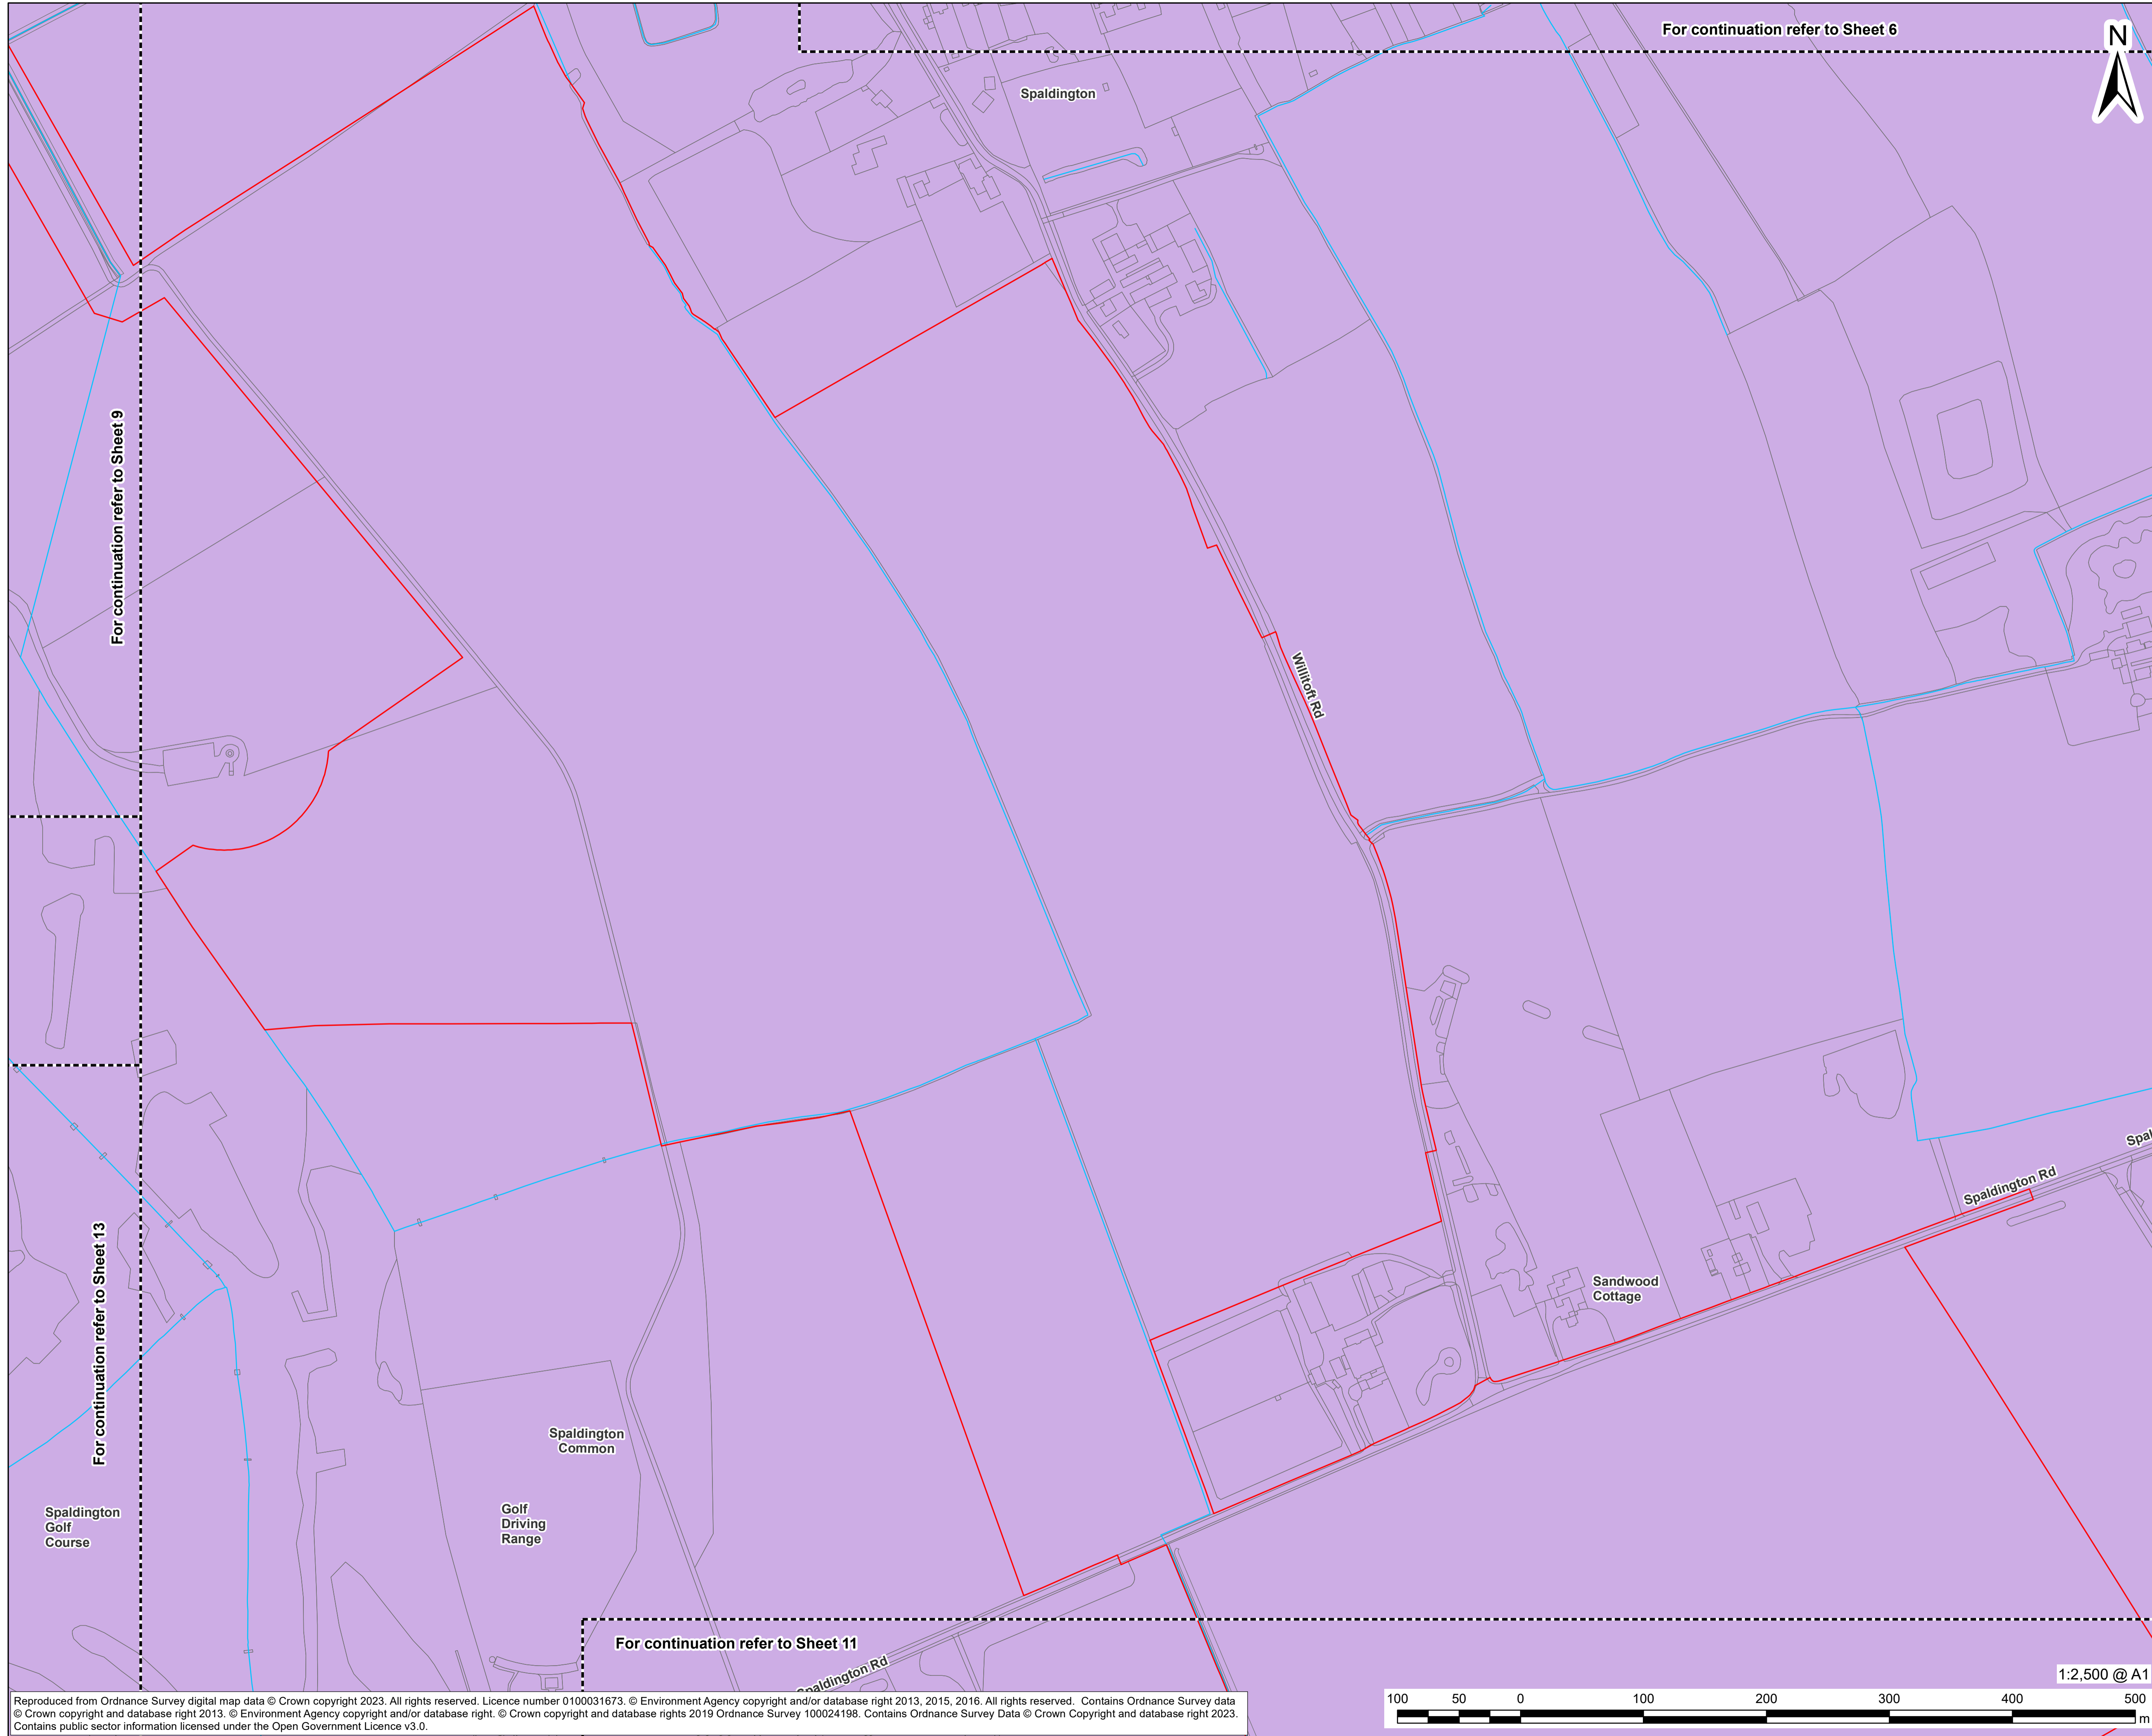 For continuation refer to Sheet 6
N
Spaldington
For continuation refer to Sheet 9
Willitoft Rd
Spal
Spaldington Rd
Sandwood
Cottage
For continuation refer to Sheet 13
Spaldington
Common
Golf
Driving
Range
Spaldington
Golf
Course
For continuation refer to Sheet 11
Spaldington Rd
1:2,500 @ A1
100 50 0 100 200 300 400 500
m
Reproduced from Ordnance Survey digital map data © Crown copyright 2023. All rights reserved. Licence number 0100031673. © Environment Agency copyright and/or database right 2013, 2015, 2016. All rights reserved. Contains Ordnance Survey data
© Crown copyright and database right 2013. © Environment Agency copyright and/or database right. © Crown copyright and database rights 2019 Ordnance Survey 100024198. Contains Ordnance Survey Data © Crown Copyright and database right 2023.
Contains public sector information licensed under the Open Government Licence v3.0.